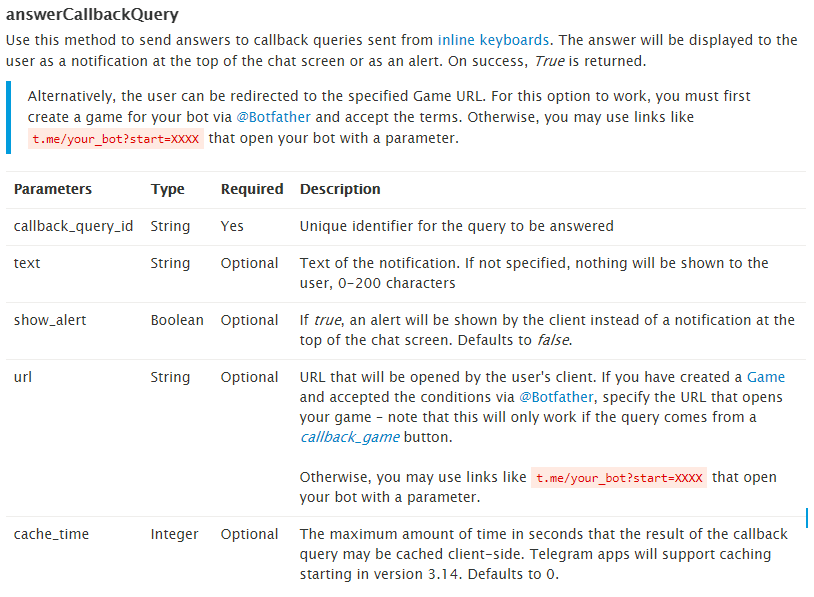 answerCallbackQuery
Use this method to send answers to callback queries sent from inline keyboards. The answer will be displayed to the
user as a notification at the top of the chat screen or as an alert. On success, True is returned.
Alternatively, the user can be redirected to the specified Game URL. For this option to work, you must first
create a game for your bot via @Botfather and accept the terms. Otherwise, you may use links like
t.me/your_bot?start=XXXX that open your bot with a parameter.
Parameters Type Required Description
callback_query_id String Yes Unique identifier for the query to be answered
text String Optional Text of the notification. If not specified, nothing will be shown to the
user, 0-200 characters
show_alert Boolean Optional If true, an alert will be shown by the client instead of a notification at the
top of the chat screen. Defaults to false.
url String Optional URL that will be opened by the user's client. If you have created a Game
and accepted the conditions via @Botfather, specify the URL that opens
your game – note that this will only work if the query comes from a
callback_game button.
Otherwise, you may use links like t.me/your_bot?start=XXXX that open
your bot with a parameter.
cache_time Integer Optional The maximum amount of time in seconds that the result of the callback
query may be cached client-side. Telegram apps will support caching
starting in version 3.14. Defaults to 0.